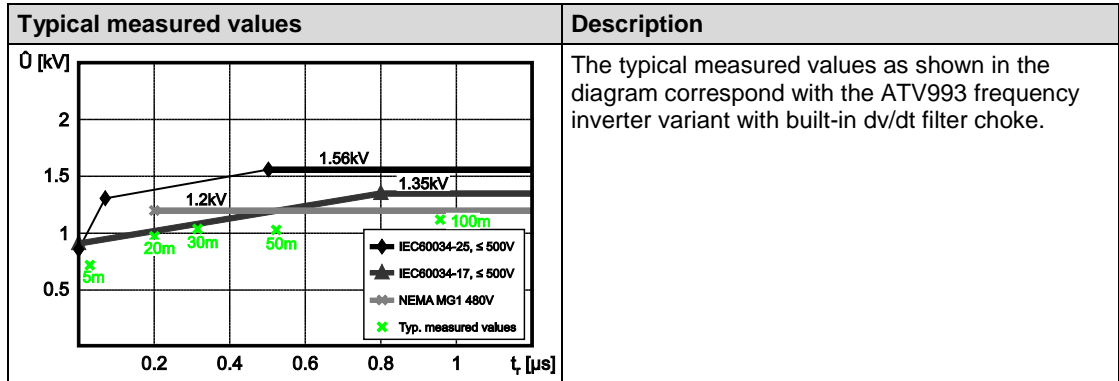 Typical measured values
Description
Û [kV]
2
1.5
1
0.5
1.56kV
1.35kV
1.2kV
5m
20m
30m
50m
100m
IEC60034-25, ≤ 500V
IEC60034-17, ≤ 500V
NEMA MG1 480V
Typ. measured values
0.2
0.4
0.6
0.8
1
tr [µs]
The typical measured values as shown in the
diagram correspond with the ATV993 frequency
inverter variant with built-in dv/dt filter choke.